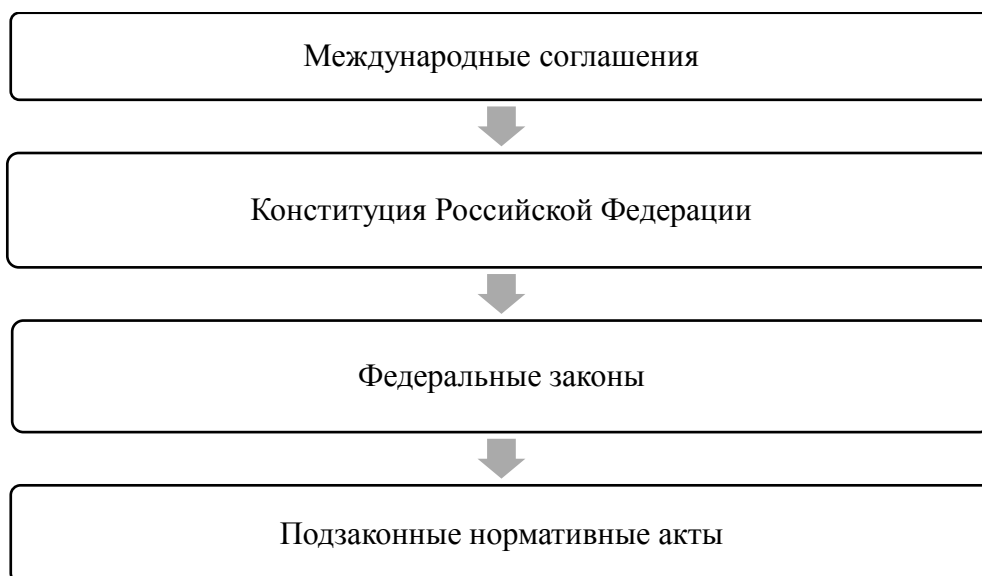 Международные соглашения
Конституция Российской Федерации
Федеральные законы
Подзаконные нормативные акты